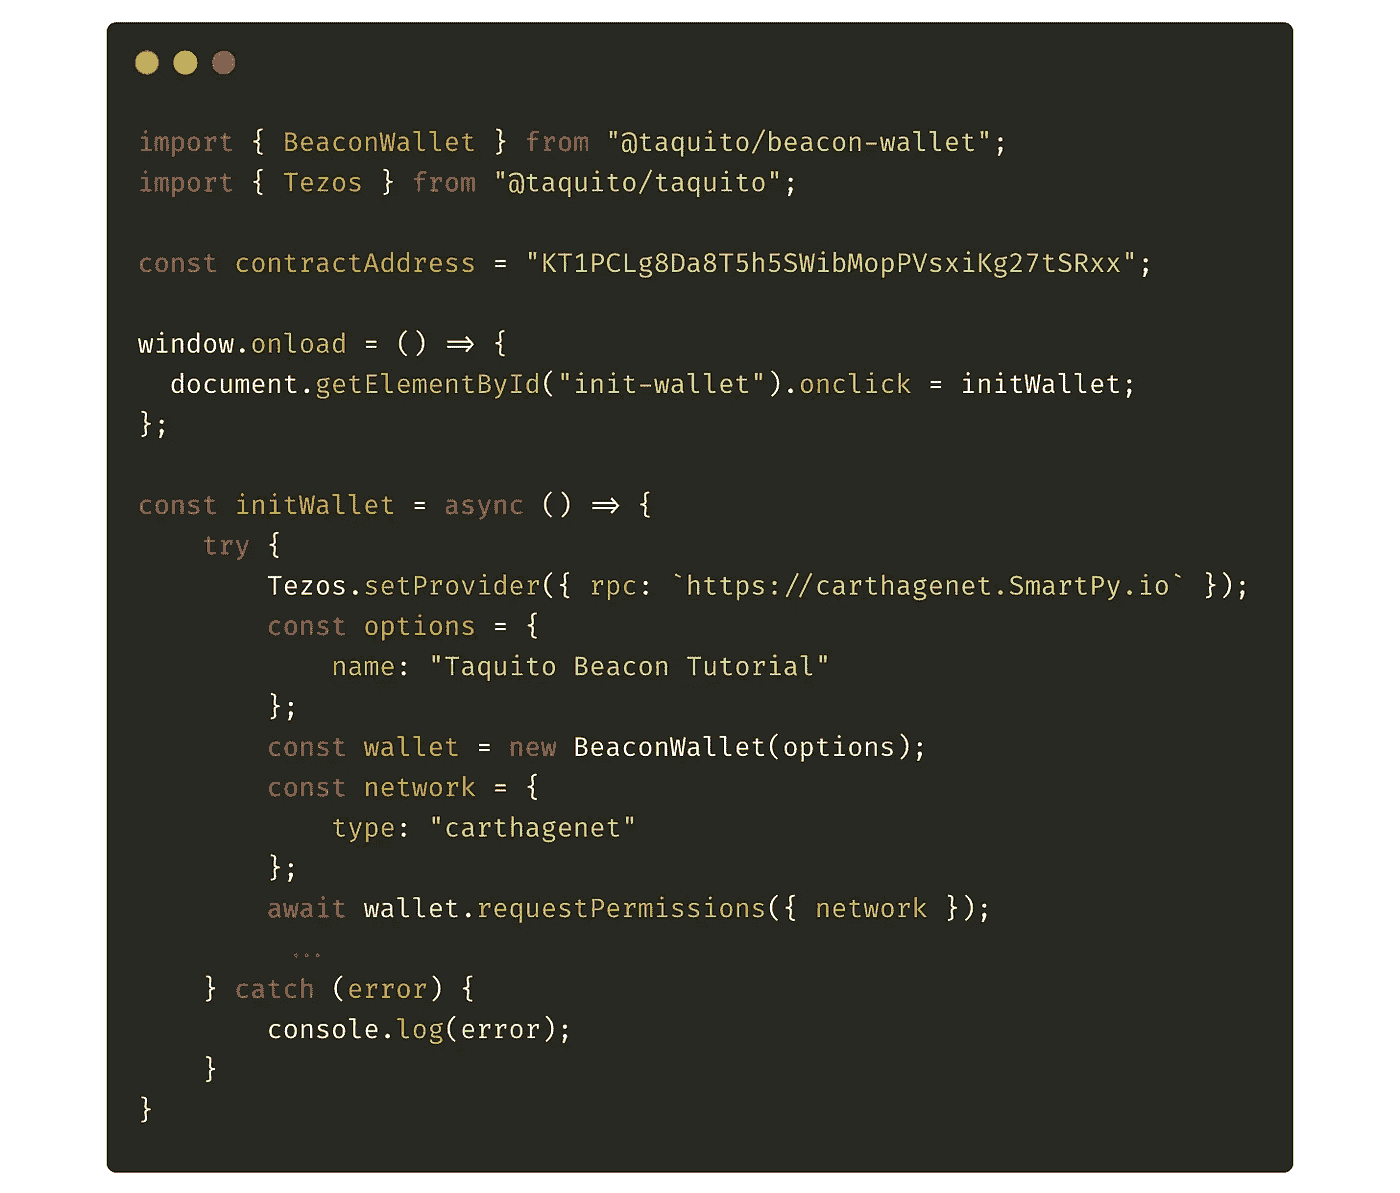 import { BeaconWallet } from "@taquito/beacon-wallet";
import { Tezos } from "@taquito/taquito";
const contractAddress = "KT1PCLg8Da8T5h5SWibMopPVsxiKg27tSRxx";
window.onload = () => {
  document.getElementById("init-wallet").onclick = initWallet;
};
const initWallet = async () => {
    try {
        Tezos.setProvider({ rpc: `https://carthagenet.SmartPy.io` });
        const options = {
            name: "Taquito Beacon Tutorial"
        };
        const wallet = new BeaconWallet(options);
        const network = {
            type: "carthagenet"
        };
        await wallet.requestPermissions({ network });
         ...
    } catch (error) {
        console.log(error);
    }
}